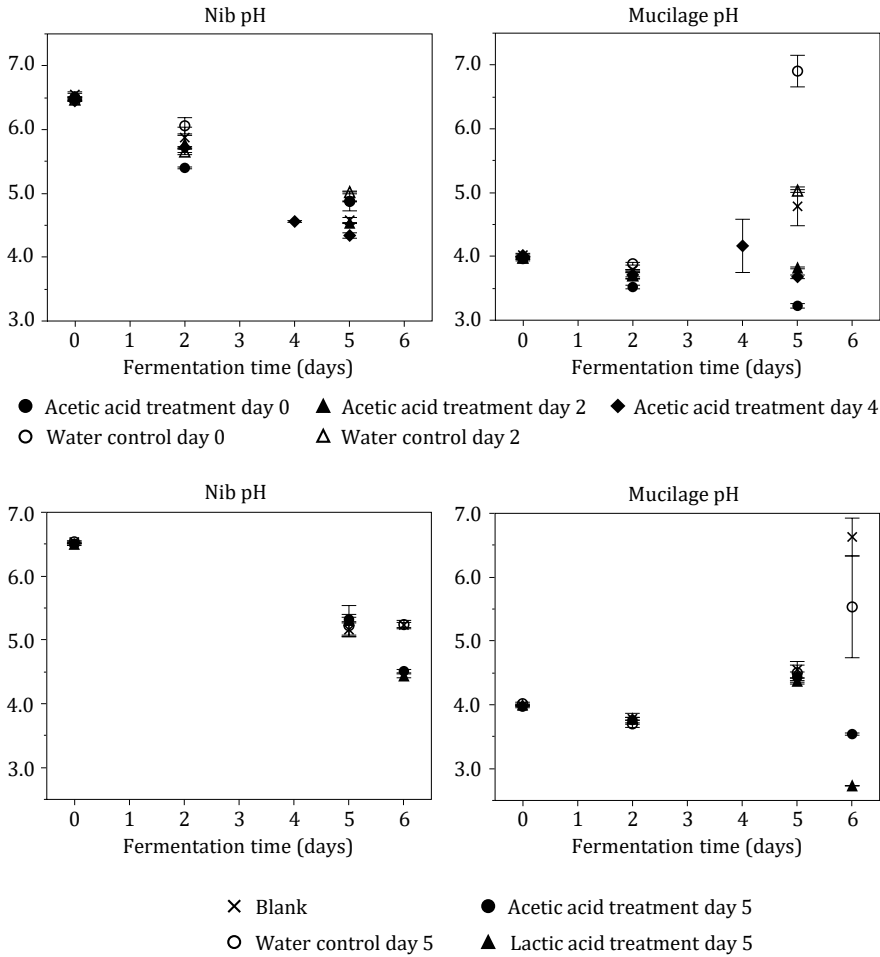 Nib pH
Mucilage pH
7.0
6.0
5.0
4.0
3.0
0 1 2 3 4 5 6
Fermentation time (days)
7.0
6.0
5.0
4.0
3.0
0 1 2 3 4 5 6
Fermentation time (days)
Acetic acid treatment day 0 Acetic acid treatment day 2 Acetic acid treatment day 4
Water control day 0 Water control day 2
Nib pH
Mucilage pH
7.0
6.0
5.0
4.0
3.0
0 1 2 3 4 5 6
Fermentation time (days)
7.0
6.0
5.0
4.0
3.0
0 1 2 3 4 5 6
Fermentation time (days)
Blank Acetic acid treatment day 5
Water control day 5 Lactic acid treatment day 5